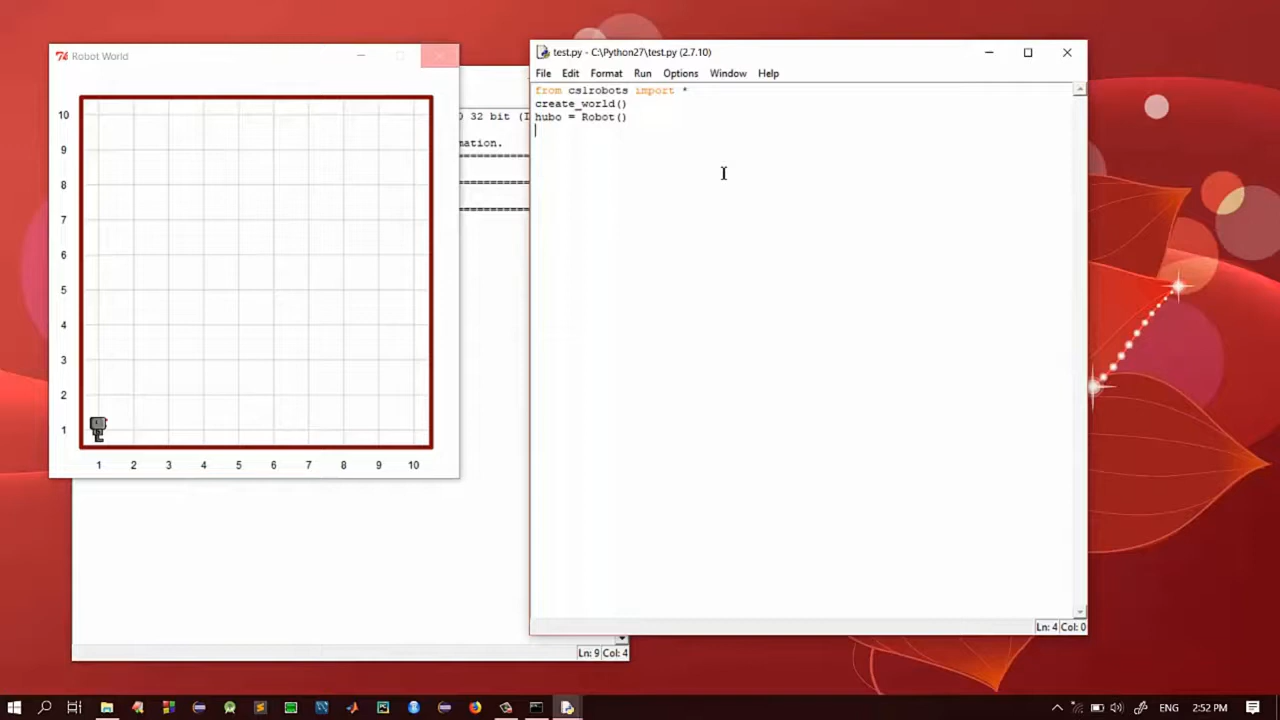 Robot World
10
9
8
7
6
5
4
3
2
1
1 2 3 4 5 6 7 8 9 10
32 bit (I
mation.
=================
=================
=================
Ln: 9 Col: 4
test.py - C:\Python27\test.py (2.7.10)
File Edit Format Run Options Window Help
from cs1robots import *
create_world()
hubo = Robot()
Ln: 4 Col: 0
ENG 2:52 PM